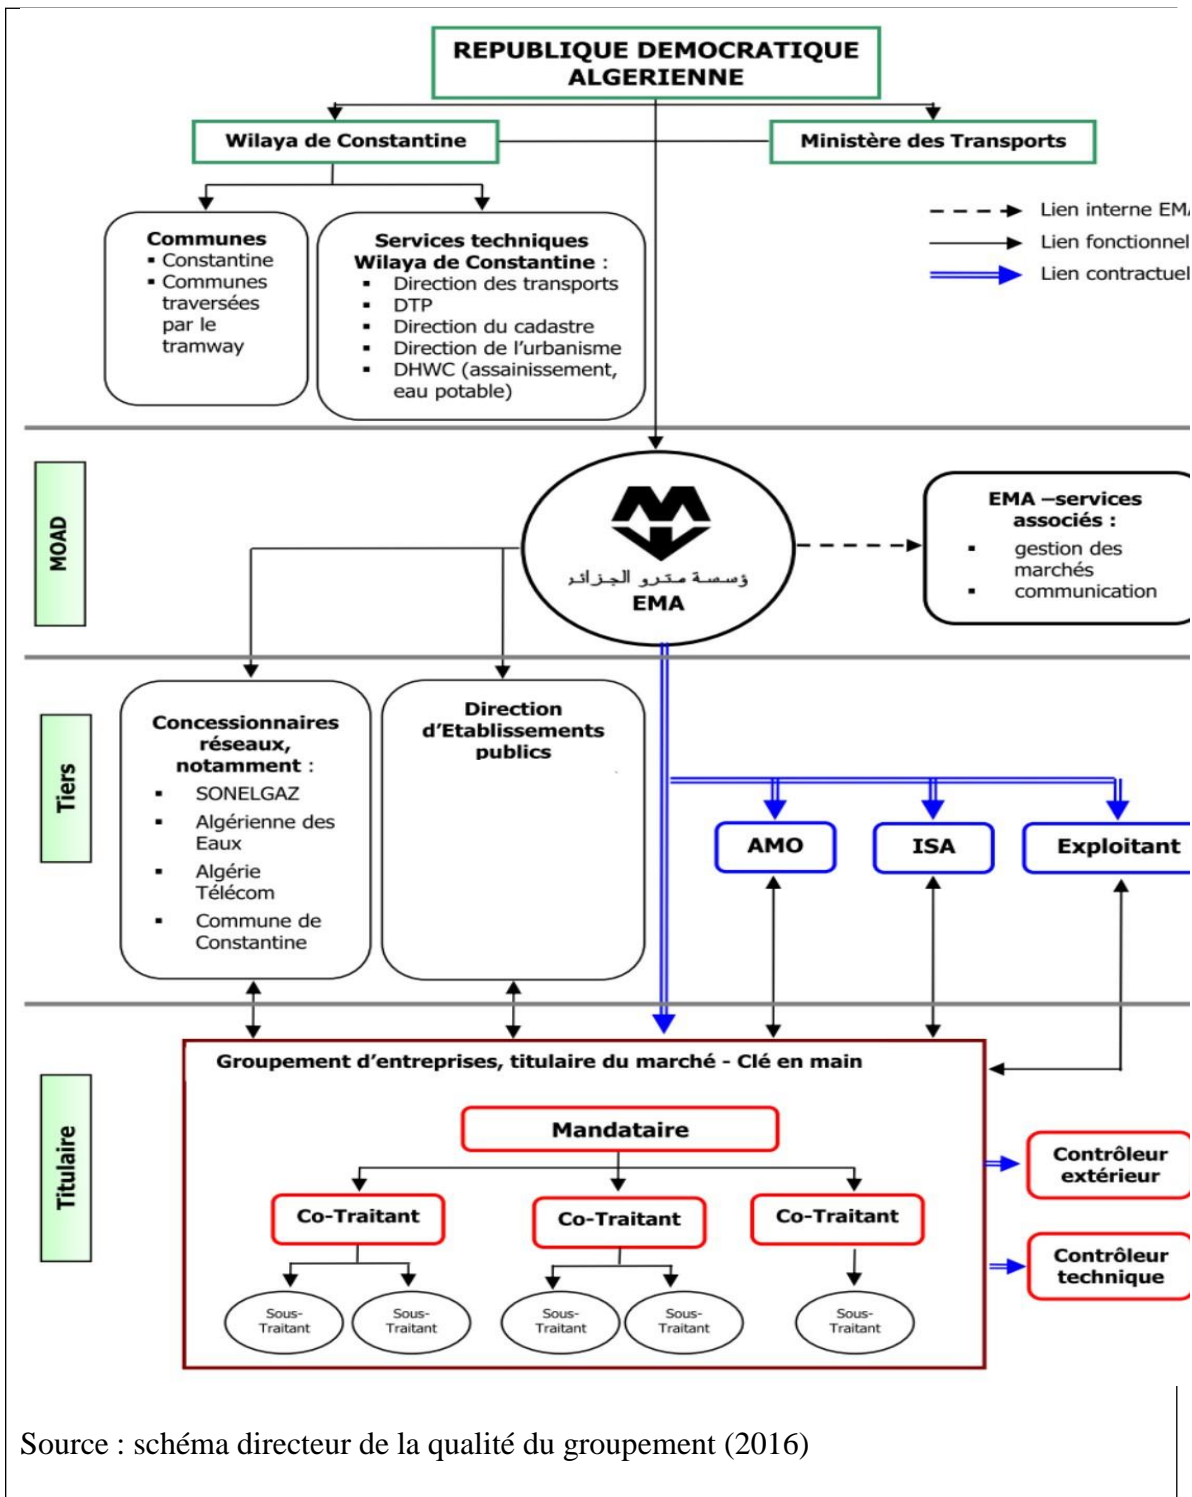 REPUBLIQUE DEMOCRATIQUE
ALGERIENNE
Wilaya de Constantine
Ministère des Transports
Communes
▪ Constantine
▪ Communes
traversées
par le
tramway
Services techniques
Wilaya de Constantine :
▪ Direction des transports
▪ DTP
▪ Direction du cadastre
▪ Direction de l'urbanisme
▪ DHWC (assainissement,
eau potable)
Lien interne EMA
Lien fonctionnel
Lien contractuel
MOAD
ؤسسة مترو الجزائر
EMA
EMA –services
associés :
▪ gestion des
marchés
▪ communication
Tiers
Concessionnaires
réseaux,
notamment :
▪ SONELGAZ
▪ Algérienne des
Eaux
▪ Algérie
Télécom
▪ Commune de
Constantine
Direction
d'Etablissements
publics
AMO
ISA
Exploitant
Titulaire
Groupement d'entreprises, titulaire du marché - Clé en main
Mandataire
Co-Traitant
Co-Traitant
Co-Traitant
Sous-
Traitant
Sous-
Traitant
Sous-
Traitant
Sous-
Traitant
Sous-
Traitant
Contrôleur
extérieur
Contrôleur
technique
Source : schéma directeur de la qualité du groupement (2016)